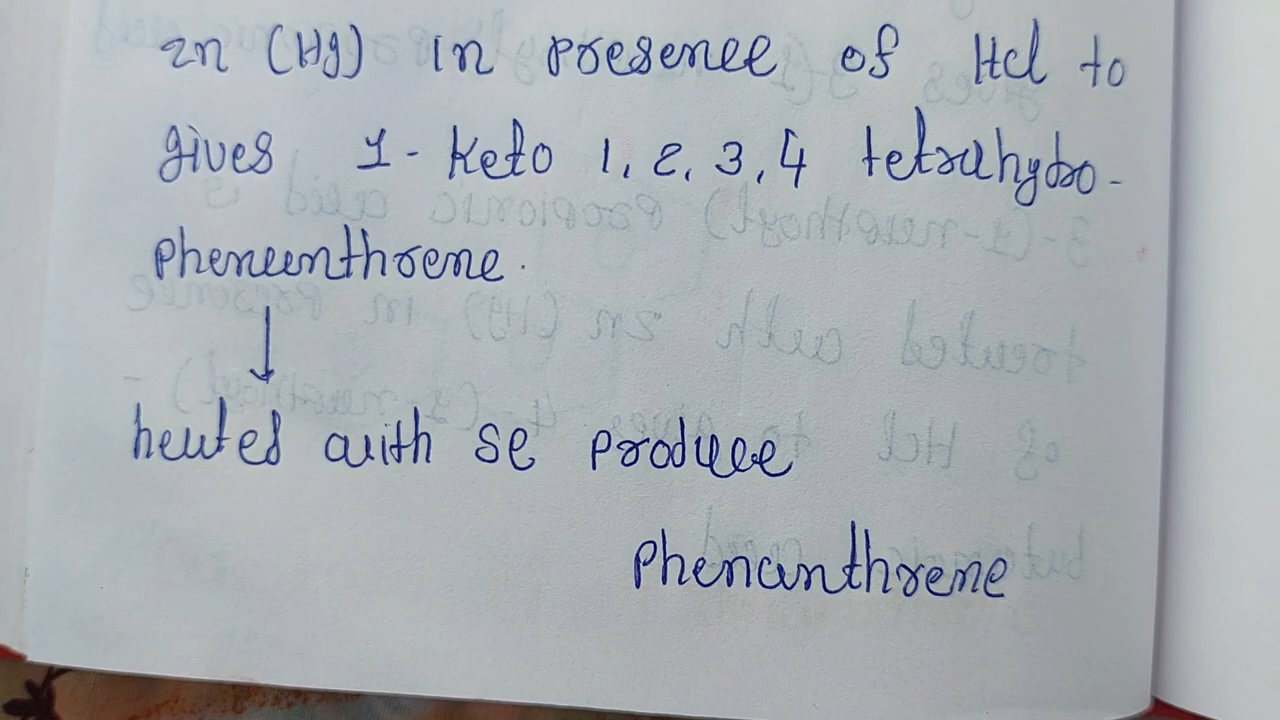 Zn (Hg) in presence of Hcl to
gives 1- Keto 1, 2, 3, 4 tetrahydro-
Phenanthrene.
↓
heated with se produce
Phenanthrene